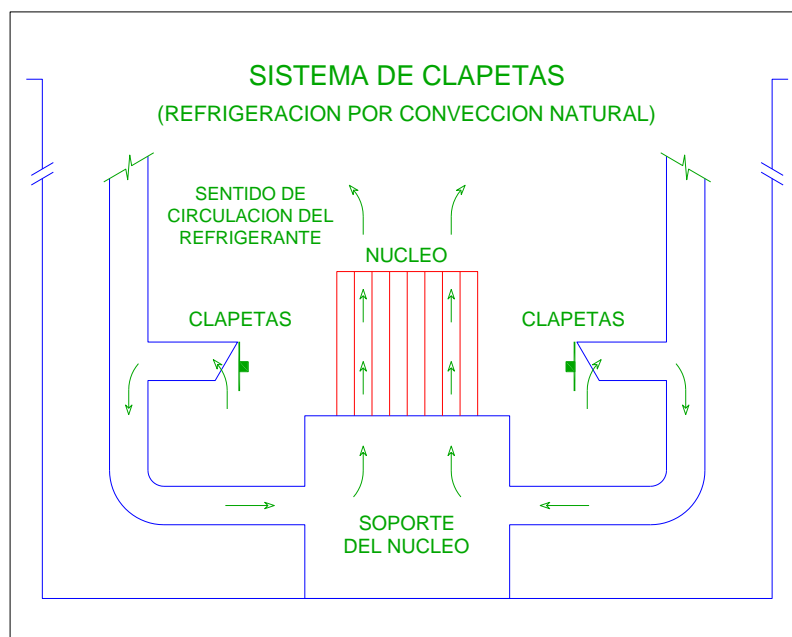 SISTEMA DE CLAPETAS
(REFRIGERACION POR CONVECCION NATURAL)
SENTIDO DE
CIRCULACION DEL
REFRIGERANTE
NUCLEO
CLAPETAS
CLAPETAS
SOPORTE
DEL NUCLEO